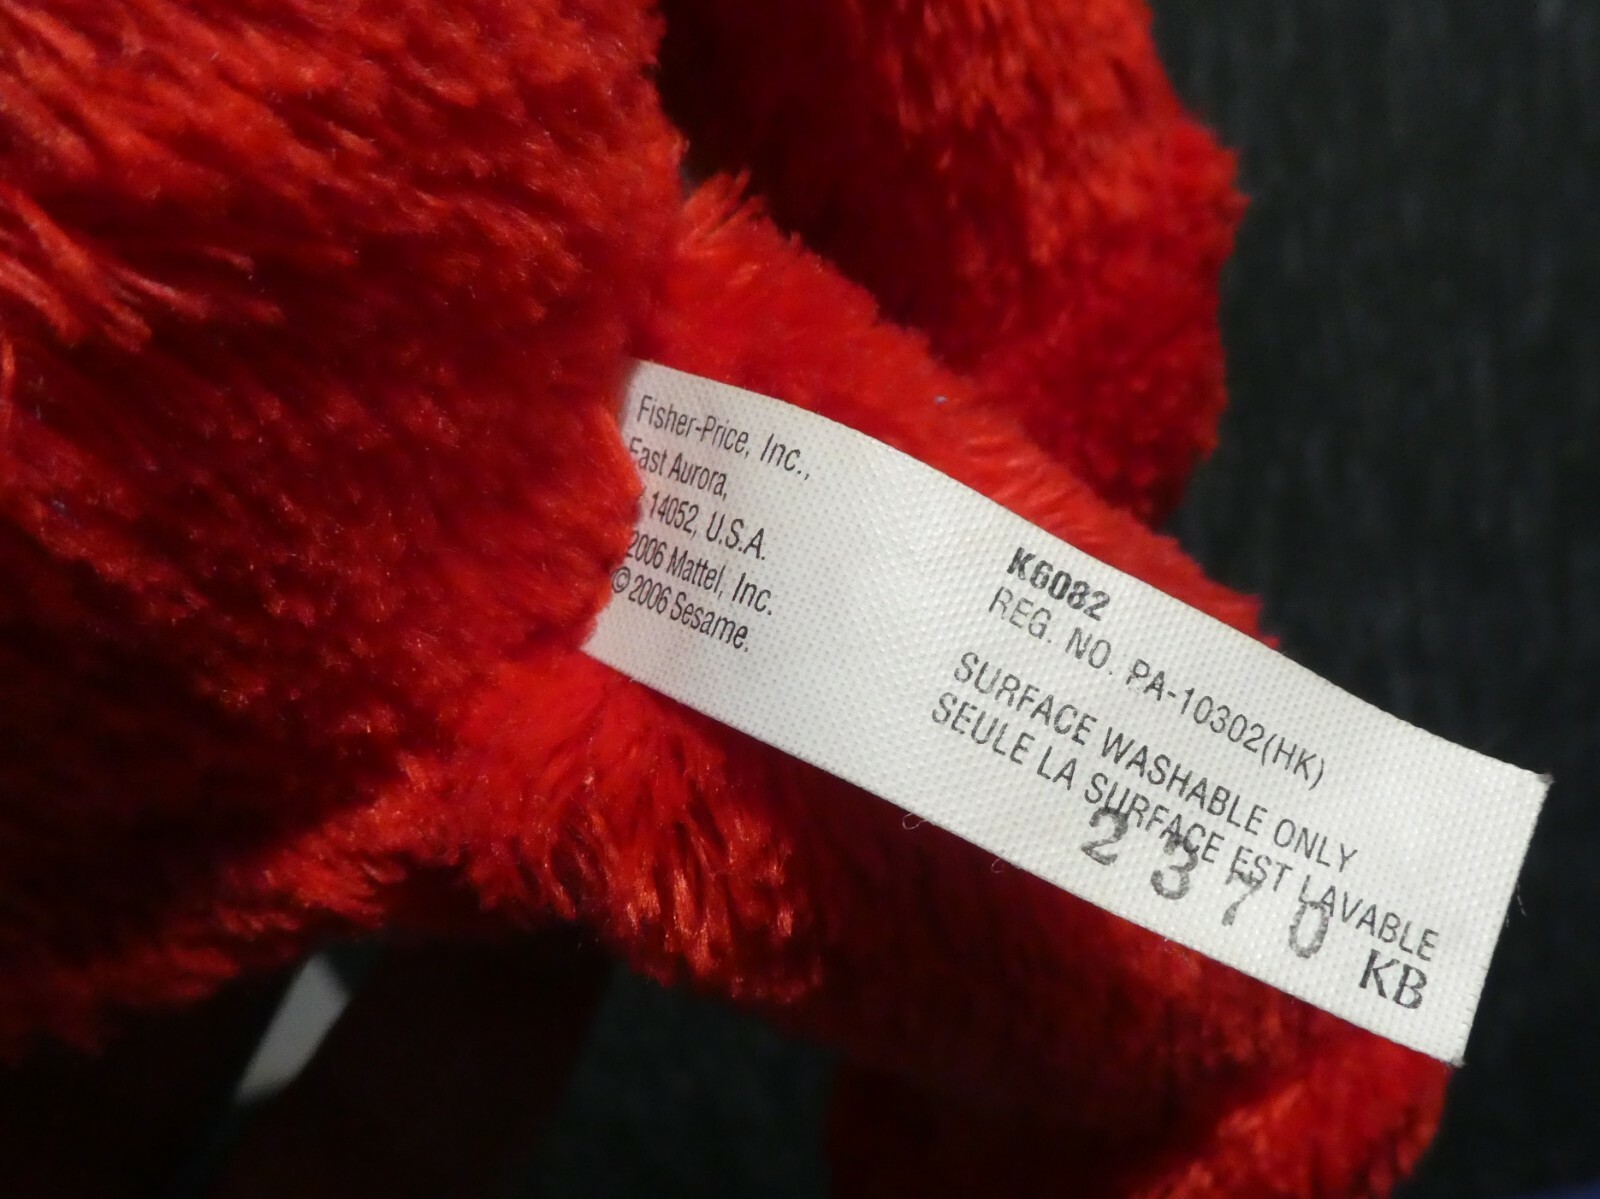 Fisher-Price, Inc.,
East Aurora,
14052, U.S.A.
2006 Mattel, Inc.
© 2006 Sesame.
K6082
REG. NO. PA-10302(HK)
SURFACE WASHABLE ONLY
SEULE LA SURFACE EST LAVABLE
2370
KB